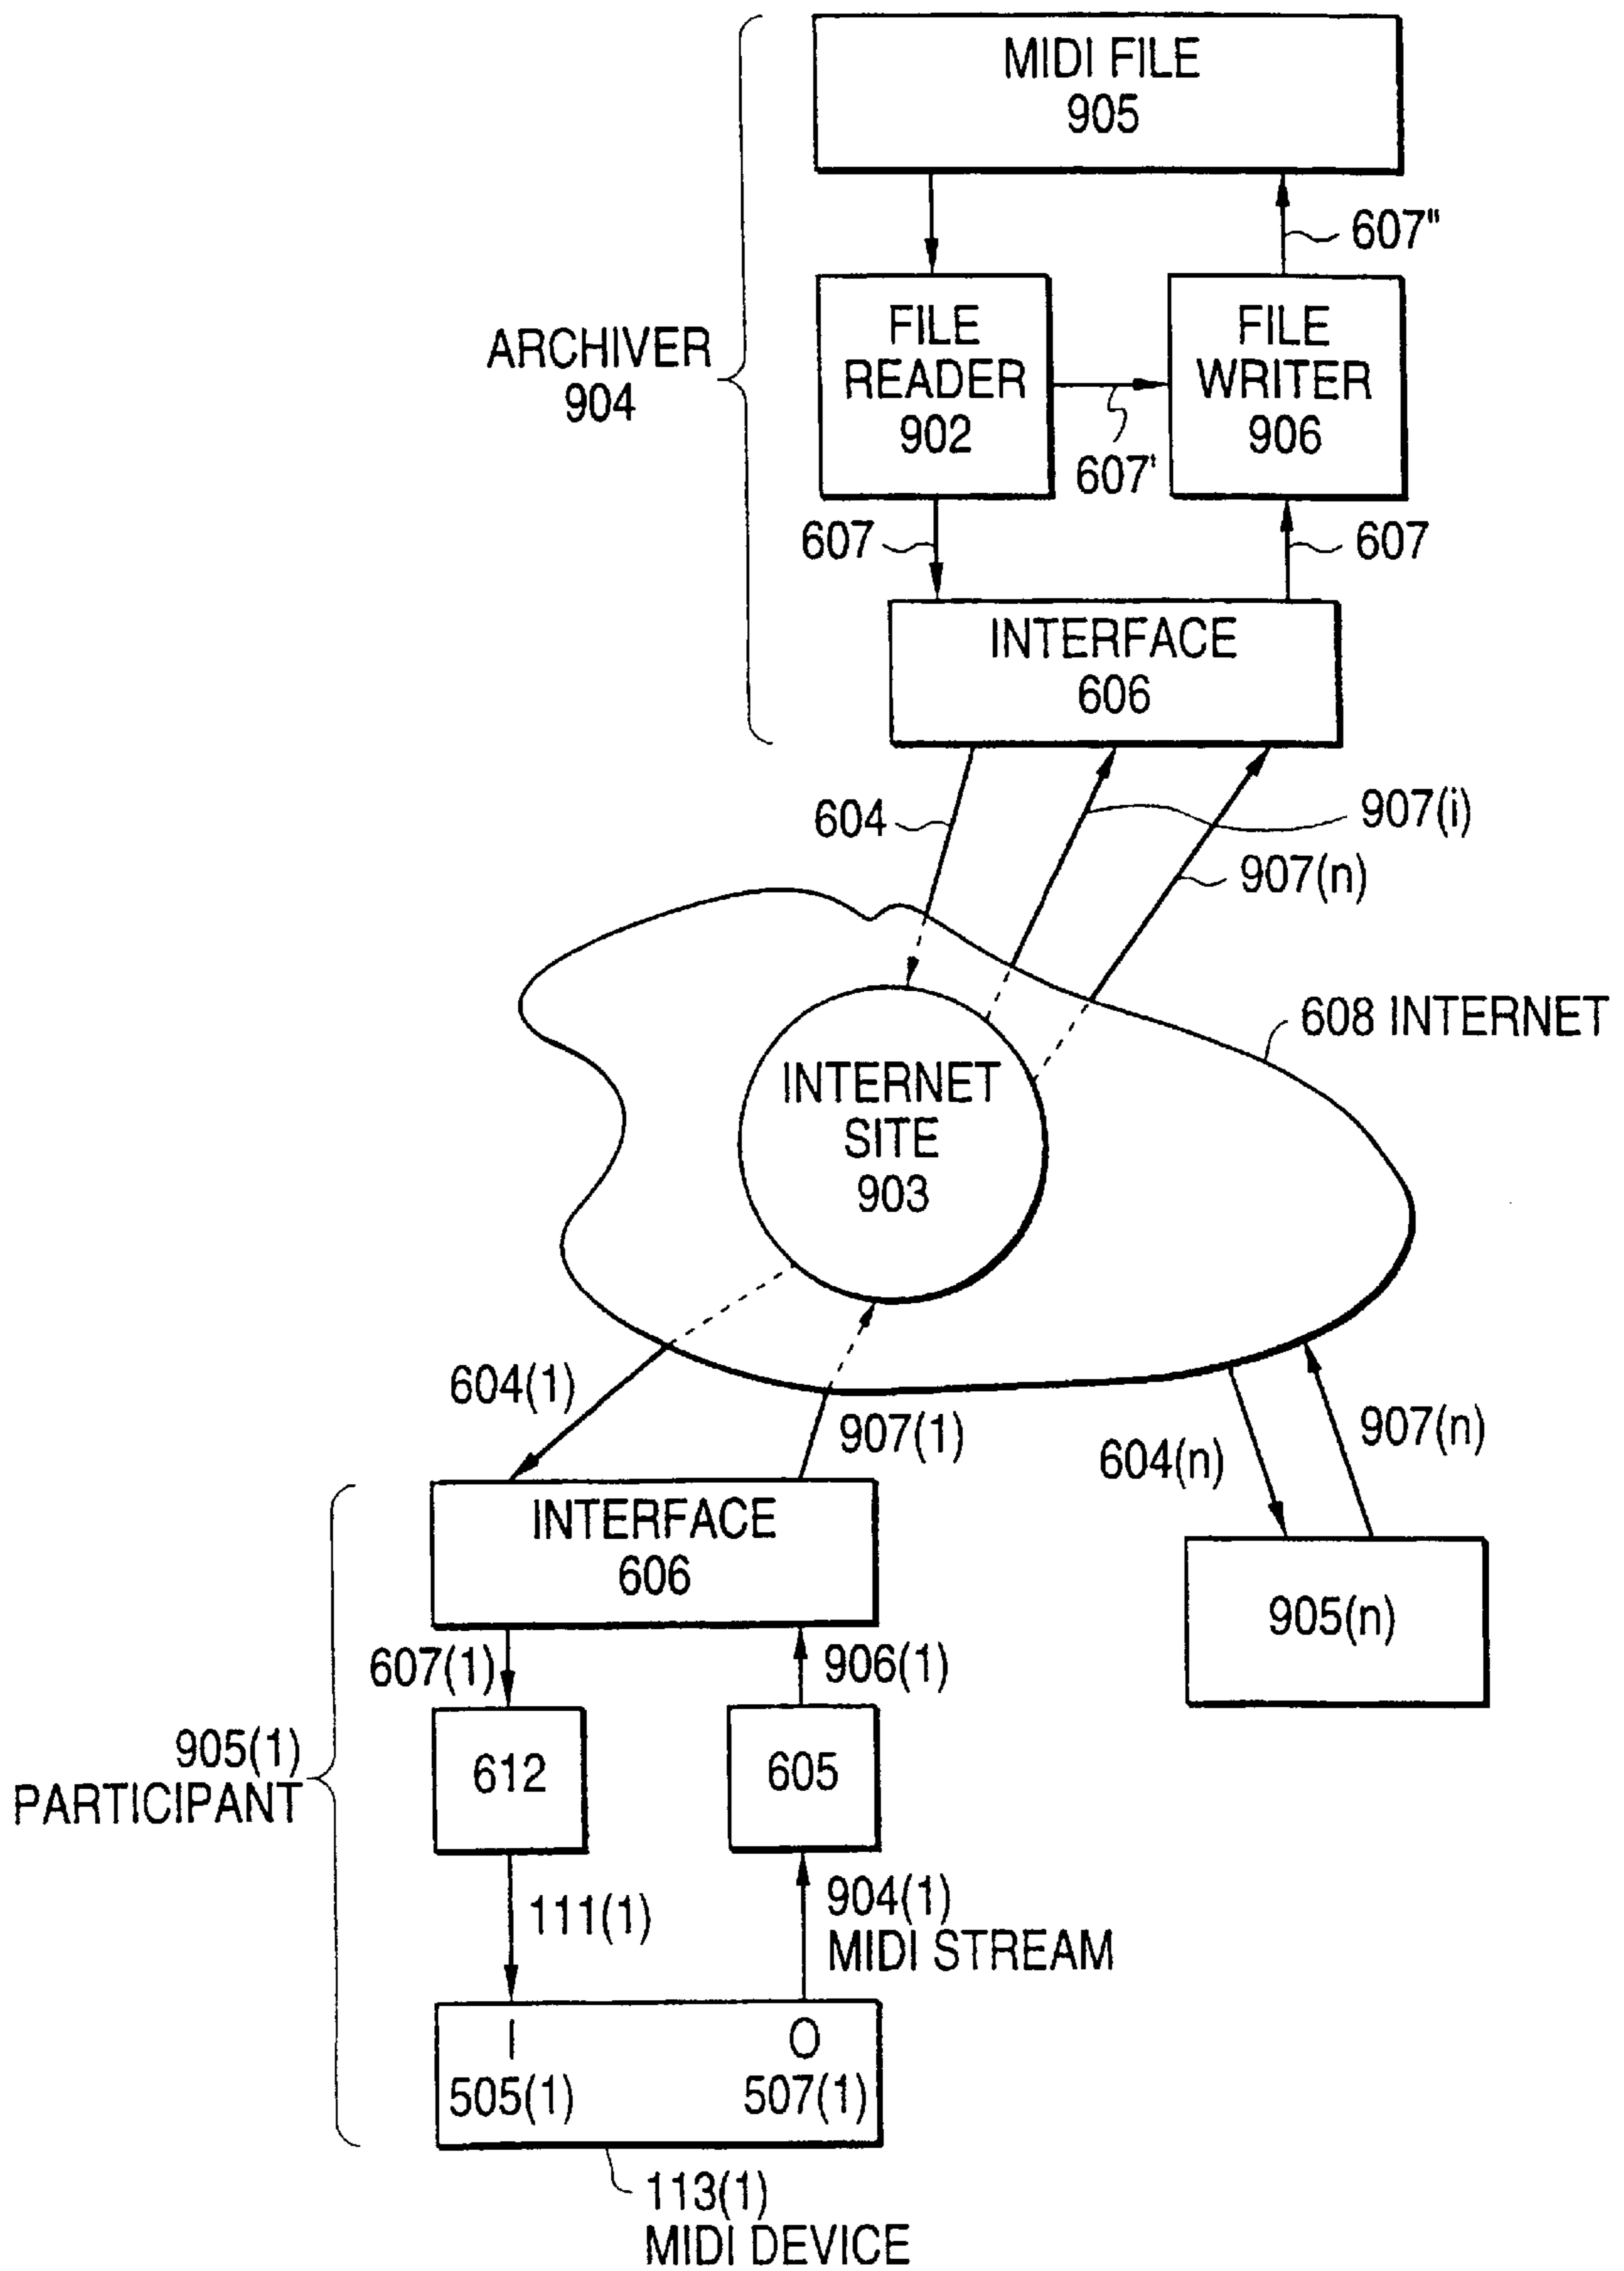 MIDI FILE
905
607"
FILE
READER
902
FILE
WRITER
906
ARCHIVER
904
607'
607
607
INTERFACE
606
604
907(i)
907(n)
608 INTERNET
INTERNET
SITE
903
604(1)
907(1)
604(n)
907(n)
INTERFACE
606
905(n)
607(1)
906(1)
905(1)
PARTICIPANT
612
605
111(1)
904(1)
MIDI STREAM
I
O
505(1)
507(1)
113(1)
MIDI DEVICE